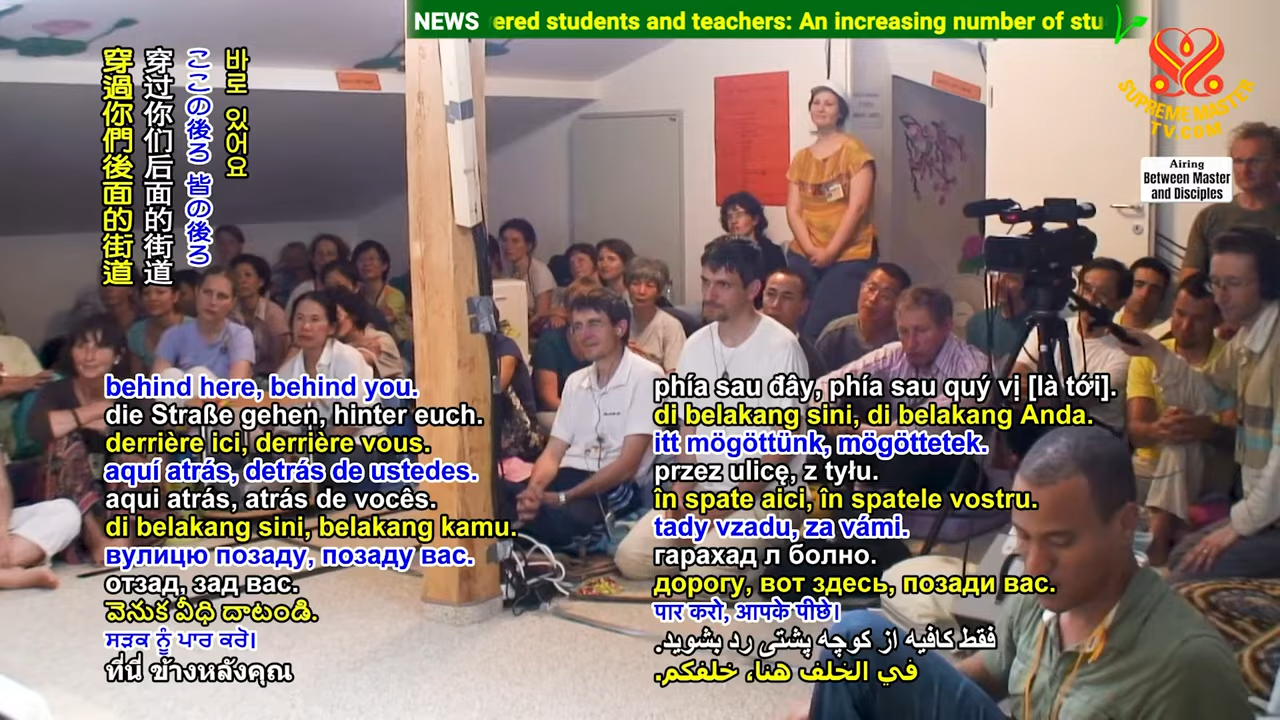 NEWS ered students and teachers: An increasing number of stu
SUPREME MASTER
TV.COM
Airing
Between Master
and Disciples
바로 있어요
ここの後ろ 皆の後ろ
穿过你们后面的街道
穿過你們後面的街道
behind here, behind you.
die Straße gehen, hinter euch.
derrière ici, derrière vous.
aquí atrás, detrás de ustedes.
aqui atrás, atrás de vocês.
di belakang sini, belakang kamu.
вулицю позаду, позаду вас.
отзад, зад вас.
వెనుక వీధి దాటండి.
ਸੜਕ ਨੂੰ ਪਾਰ ਕਰੋ।
ที่นี่ ข้างหลังคุณ
phía sau đây, phía sau quý vị [là tới].
di belakang sini, di belakang Anda.
itt mögöttünk, mögöttetek.
przez ulicę, z tyłu.
în spate aici, în spatele vostru.
tady vzadu, za vámi.
гарахад л болно.
дорогу, вот здесь, позади вас.
पार करो, आपके पीछे।
فقط کافیه از کوچه پشتی رد بشوید.
في الخلف هنا، خلفكم.